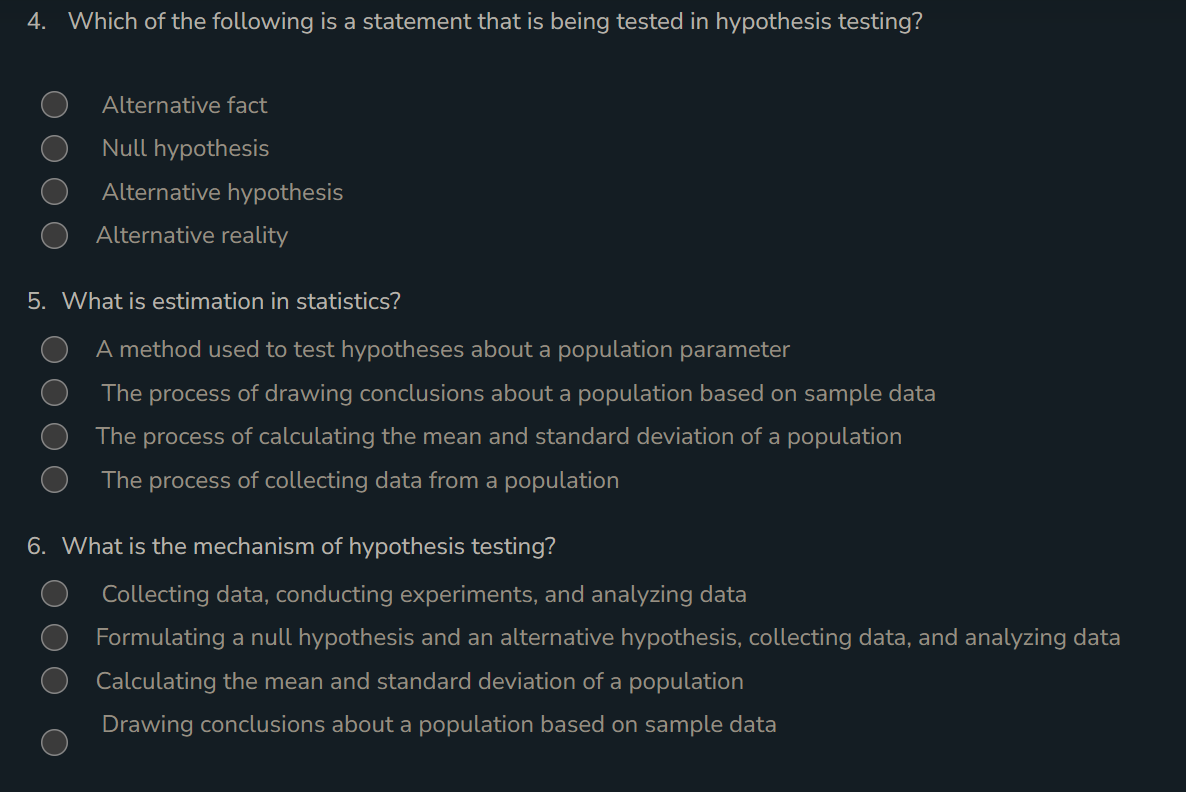 4. Which of the following is a statement that is being tested in hypothesis testing?
Alternative fact
Null hypothesis
Alternative hypothesis
Alternative reality
5. What is estimation in statistics?
A method used to test hypotheses about a population parameter
The process of drawing conclusions about a population based on sample data
The process of calculating the mean and standard deviation of a population
The process of collecting data from a population
6. What is the mechanism of hypothesis testing?
Collecting data, conducting experiments, and analyzing data
Formulating a null hypothesis and an alternative hypothesis, collecting data, and analyzing data
Calculating the mean and standard deviation of a population
Drawing conclusions about a population based on sample data